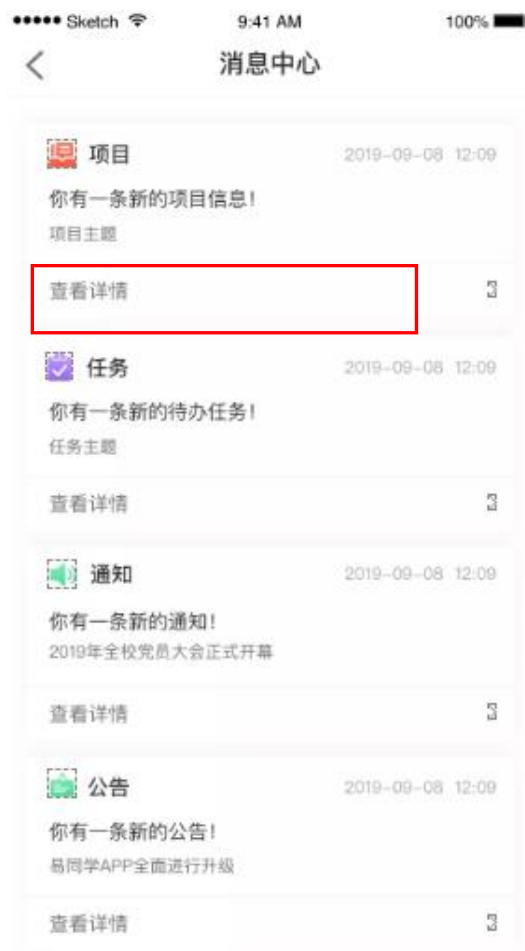 Sketch 9:41 AM 100%
消息中心
项目 2019-09-08 12:09
你有一条新的项目信息!
项目主题
查看详情
任务 2019-09-08 12:09
你有一条新的待办任务!
任务主题
查看详情
通知 2019-09-08 12:09
你有一条新的通知!
2019年全校党员大会正式开幕
查看详情
公告 2019-09-08 12:09
你有一条新的公告!
易同学APP全面进行升级
查看详情